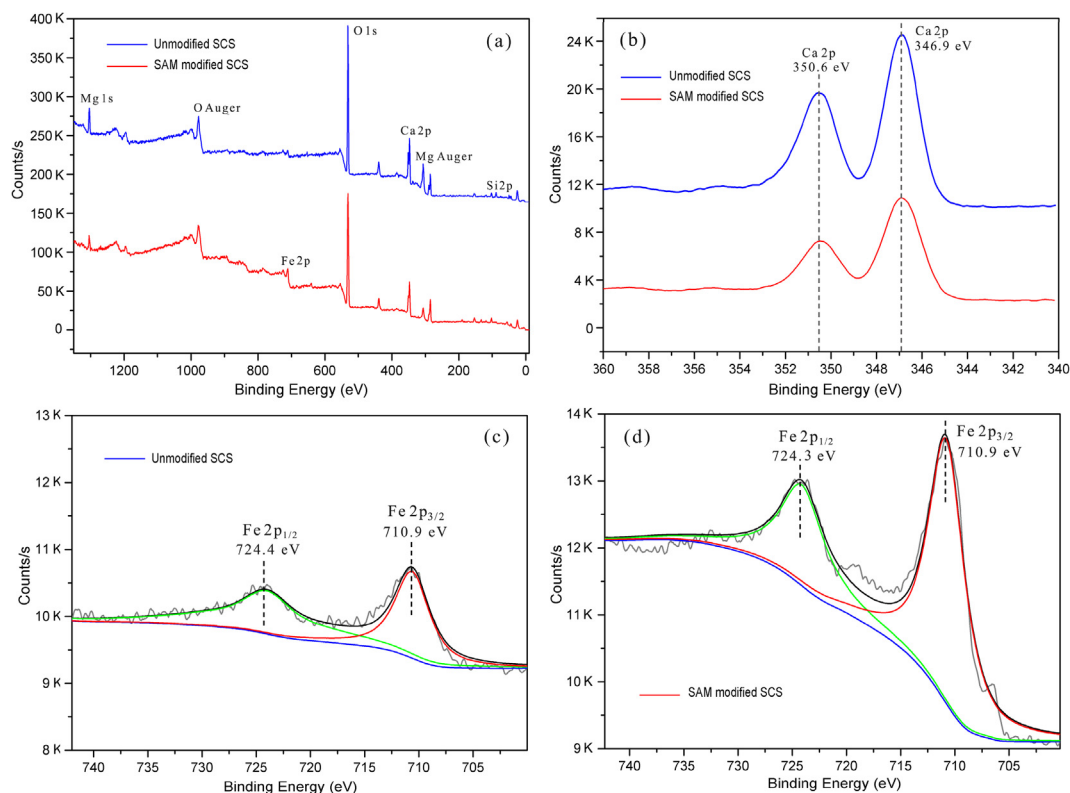 400 K
350 K
300 K
250 K
200 K
150 K
100 K
50 K
0
Counts/s
Unmodified SCS
SAM modified SCS
(a)
O 1s
Mg 1s
O Auger
Ca 2p
Mg Auger
Si 2p
Fe 2p
1200
1000
800
600
400
200
0
Binding Energy (eV)
24 K
20 K
16 K
12 K
8 K
4 K
0
Counts/s
(b)
Ca 2p
350.6 eV
Ca 2p
346.9 eV
Unmodified SCS
SAM modified SCS
360
358
356
354
352
350
348
346
344
342
340
Binding Energy (eV)
13 K
12 K
11 K
10 K
9 K
8 K
Counts/s
(c)
Unmodified SCS
Fe 2p1/2
724.4 eV
Fe 2p3/2
710.9 eV
740
735
730
725
720
715
710
705
Binding Energy (eV)
14 K
13 K
12 K
11 K
10 K
9 K
Counts/s
(d)
Fe 2p1/2
724.3 eV
Fe 2p3/2
710.9 eV
SAM modified SCS
740
735
730
725
720
715
710
705
Binding Energy (eV)